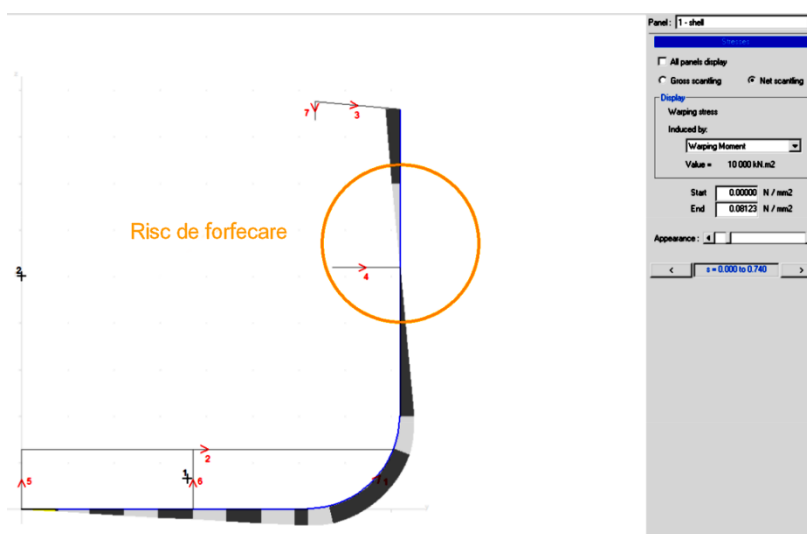 Panel : 1 - shell
Stresses
All panels display
Gross scantling Net scantling
Display
Warping stress
Induced by:
Warping Moment
Value = 10 000 kN.m2
Start 0.00000 N / mm2
End 0.08123 N / mm2
Appearance :
< s = 0.000 to 0.740 >
7
3
Risc de forfecare
4
2
2
1
5
6
1